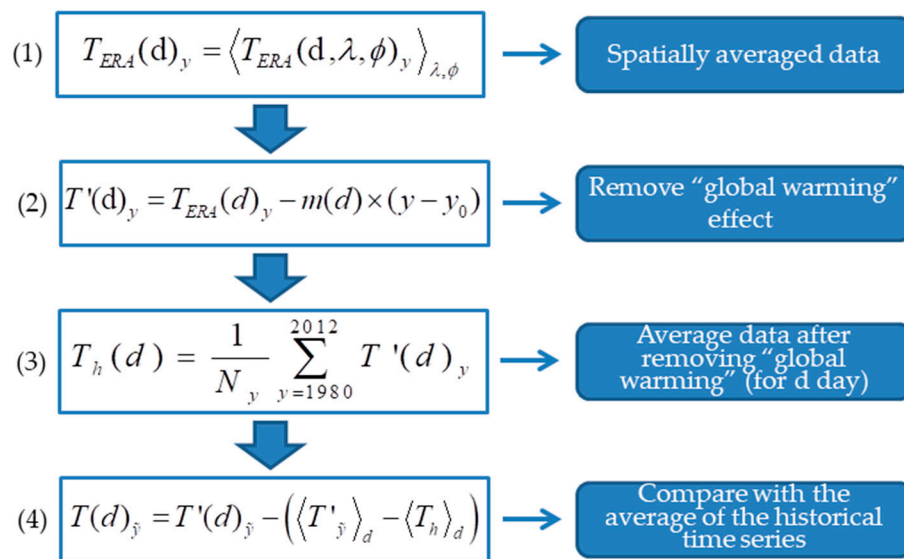 (1) T_ERA(d)_y = ⟨T_ERA(d,λ,ϕ)_y⟩_λ,ϕ
Spatially averaged data
(2) T'(d)_y = T_ERA(d)_y − m(d)×(y−y_0)
Remove “global warming”
effect
(3) T_h(d) = 1/N_y ∑_{y=1980}^{2012} T'(d)_y
Average data after
removing “global
warming” (for d day)
(4) T(d)_ỹ = T'(d)_ỹ − (⟨T'_ỹ⟩_d − ⟨T_h⟩_d)
Compare with the
average of the historical
time series